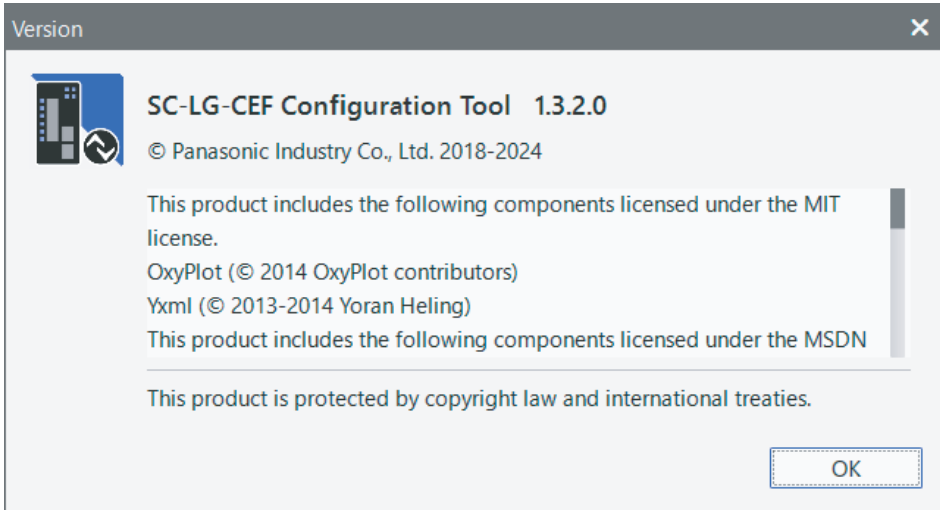 Version
SC-LG-CEF Configuration Tool 1.3.2.0
© Panasonic Industry Co., Ltd. 2018-2024
This product includes the following components licensed under the MIT
license.
OxyPlot (© 2014 OxyPlot contributors)
Yxml (© 2013-2014 Yoran Heling)
This product includes the following components licensed under the MSDN
This product is protected by copyright law and international treaties.
OK